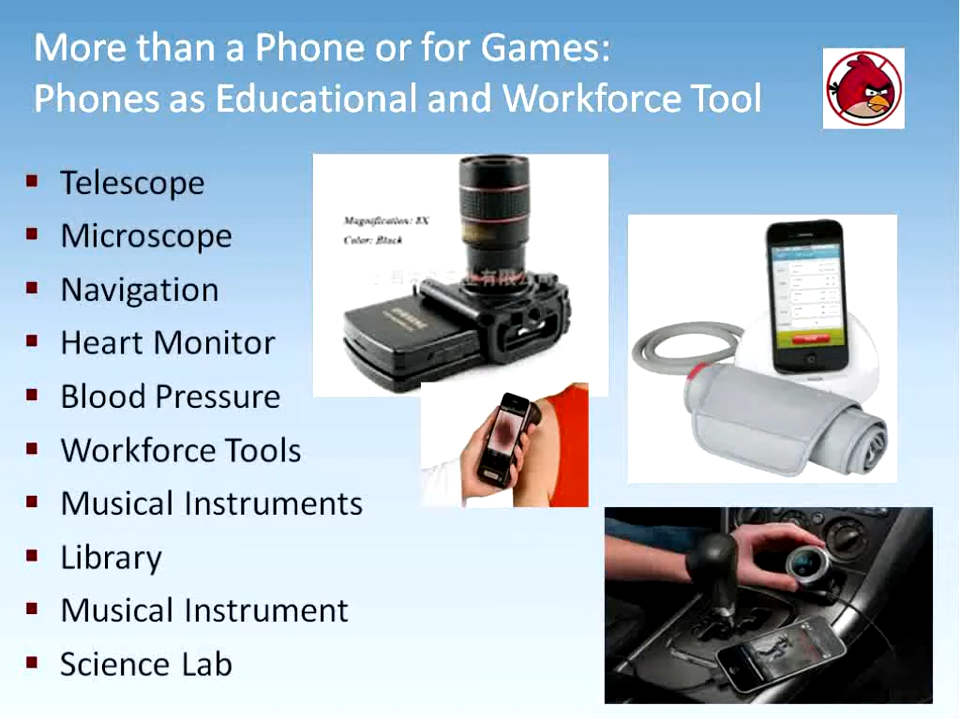 More than a Phone or for Games:
Phones as Educational and Workforce Tool
Telescope
Microscope
Navigation
Heart Monitor
Blood Pressure
Workforce Tools
Musical Instruments
Library
Musical Instrument
Science Lab
Magnification: 8X
Color: Black